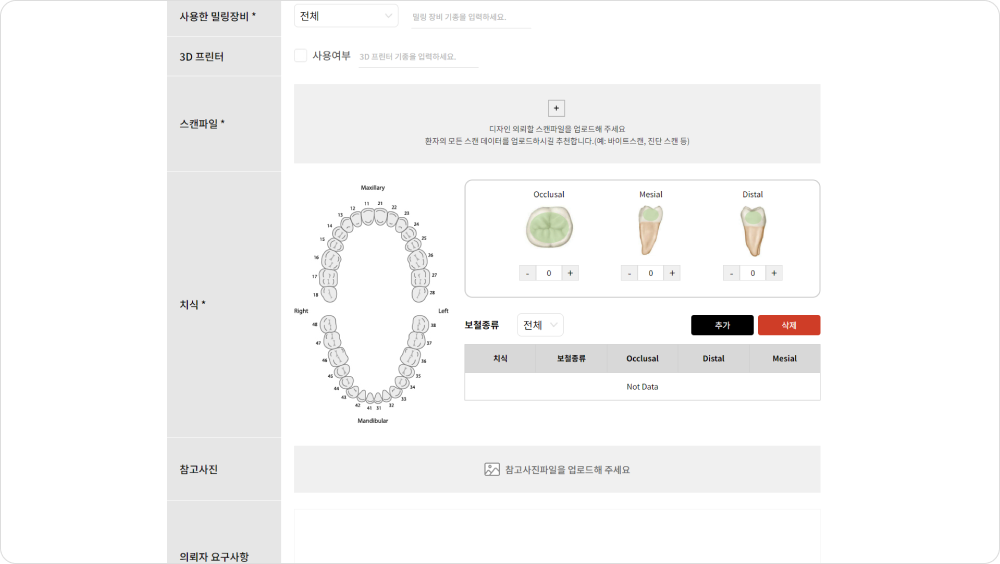 사용한 밀링장비 *
전체
밀링 장비 기종을 입력하세요.
3D 프린터
사용여부
3D 프린터 기종을 입력하세요.
스캔파일 *
+
디자인 의뢰할 스캔파일을 업로드해 주세요
환자의 모든 스캔 데이터를 업로드하시길 추천합니다.(예: 바이트스캔, 진단 스캔 등)
치식 *
Maxillary
11 21
12 22
13 23
14 24
15 25
16 26
17 27
18 28
Right Left
48 38
47 37
46 36
45 35
44 34
43 33
42 41 31 32
Mandibular
Occlusal Mesial Distal
- 0 + - 0 + - 0 +
보철종류 전체 추가 삭제
치식 보철종류 Occlusal Distal Mesial
Not Data
참고사진
참고사진파일을 업로드해 주세요
의뢰자 요구사항